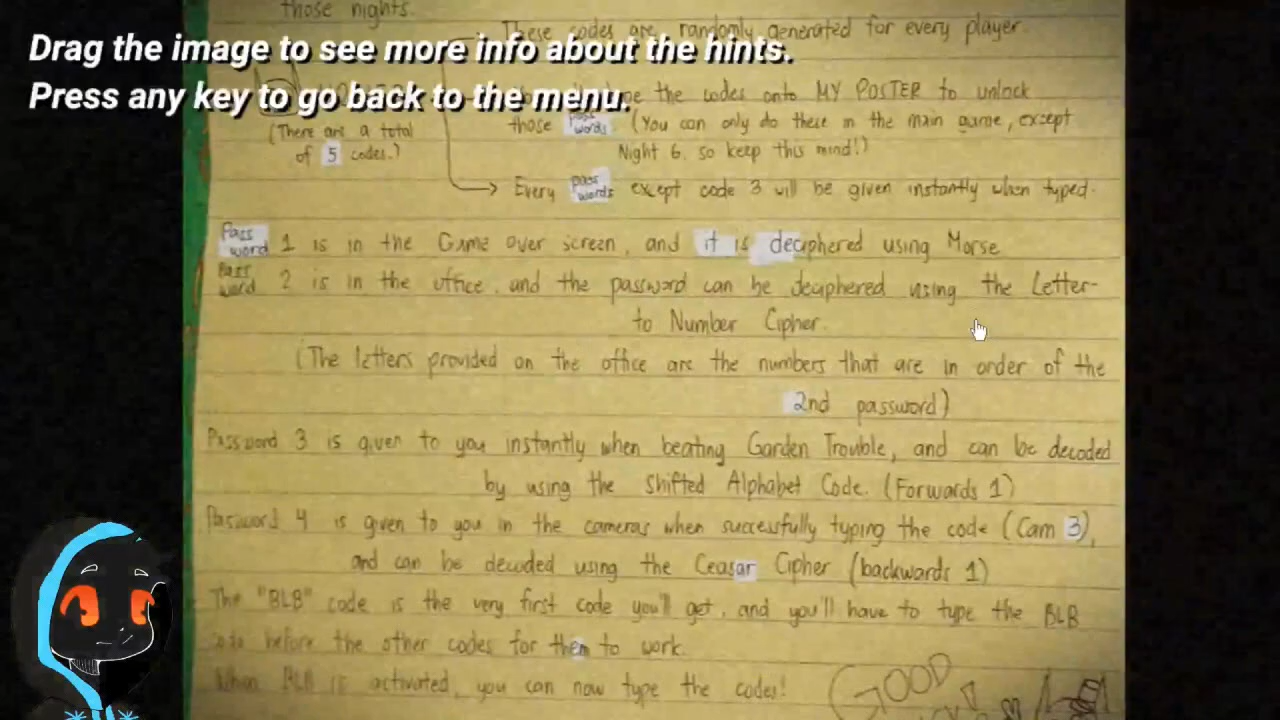 those nights.
These codes are randomly generated for every player.
Drag the image to see more info about the hints.
the codes onto MY POSTER to unlock
Press any key to go back to the menu.
(There are a total
of 5 codes.)
those pass words. (You can only do these in the main game, except
Night 6. so keep this mind!)
Every pass words except code 3 will be given instantly when typed.
Pass word 1 is in the Game over screen, and it is deciphered using Morse
Pass word 2 is in the office, and the password can be deciphered using the Letter-
to Number Cipher.
(The letters provided on the office are the numbers that are in order of the
2nd password)
Password 3 is given to you instantly when beating Garden Trouble, and can be decoded
by using the Shifted Alphabet Code. (Forwards 1)
Password 4 is given to you in the cameras when successfully typing the code (Cam 3),
and can be decoded using the Ceasar Cipher (backwards 1)
The "BLB" code is the very first code you'll get, and you'll have to type the BLB
code before the other codes for them to work.
When BLB is activated, you can now type the codes!
GOOD